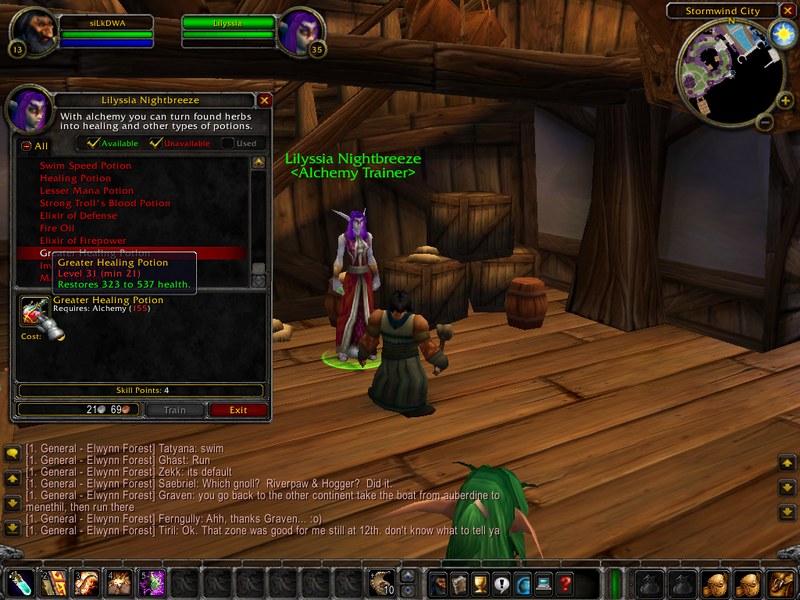 siLkDWA
13
Lilyssia
35
Stormwind City
N
Lilyssia Nightbreeze
With alchemy you can turn found herbs
into healing and other types of potions.
All
Available
Unavailable
Used
Swim Speed Potion
Healing Potion
Lesser Mana Potion
Strong Troll's Blood Potion
Elixir of Defense
Fire Oil
Elixir of Firepower
Greater Healing Potion
Greater Healing Potion
Level 31 (min 21)
Restores 323 to 537 health.
Greater Healing Potion
Requires: Alchemy (155)
Cost:
Skill Points: 4
21 69
Train
Exit
Lilyssia Nightbreeze
<Alchemy Trainer>
[1. General - Elwynn Forest] Tatyana: swim
[1. General - Elwynn Forest] Ghast: Run
[1. General - Elwynn Forest] Zekk: its default
[1. General - Elwynn Forest] Saebriel: Which gnoll? Riverpaw & Hogger? Did it.
[1. General - Elwynn Forest] Graven: you go back to the other continent take the boat from auberdine to
menethil, then run there
[1. General - Elwynn Forest] Ferngully: Ahh, thanks Graven... :o)
[1. General - Elwynn Forest] Tiril: Ok. That zone was good for me still at 12th. don't know what to tell ya
10